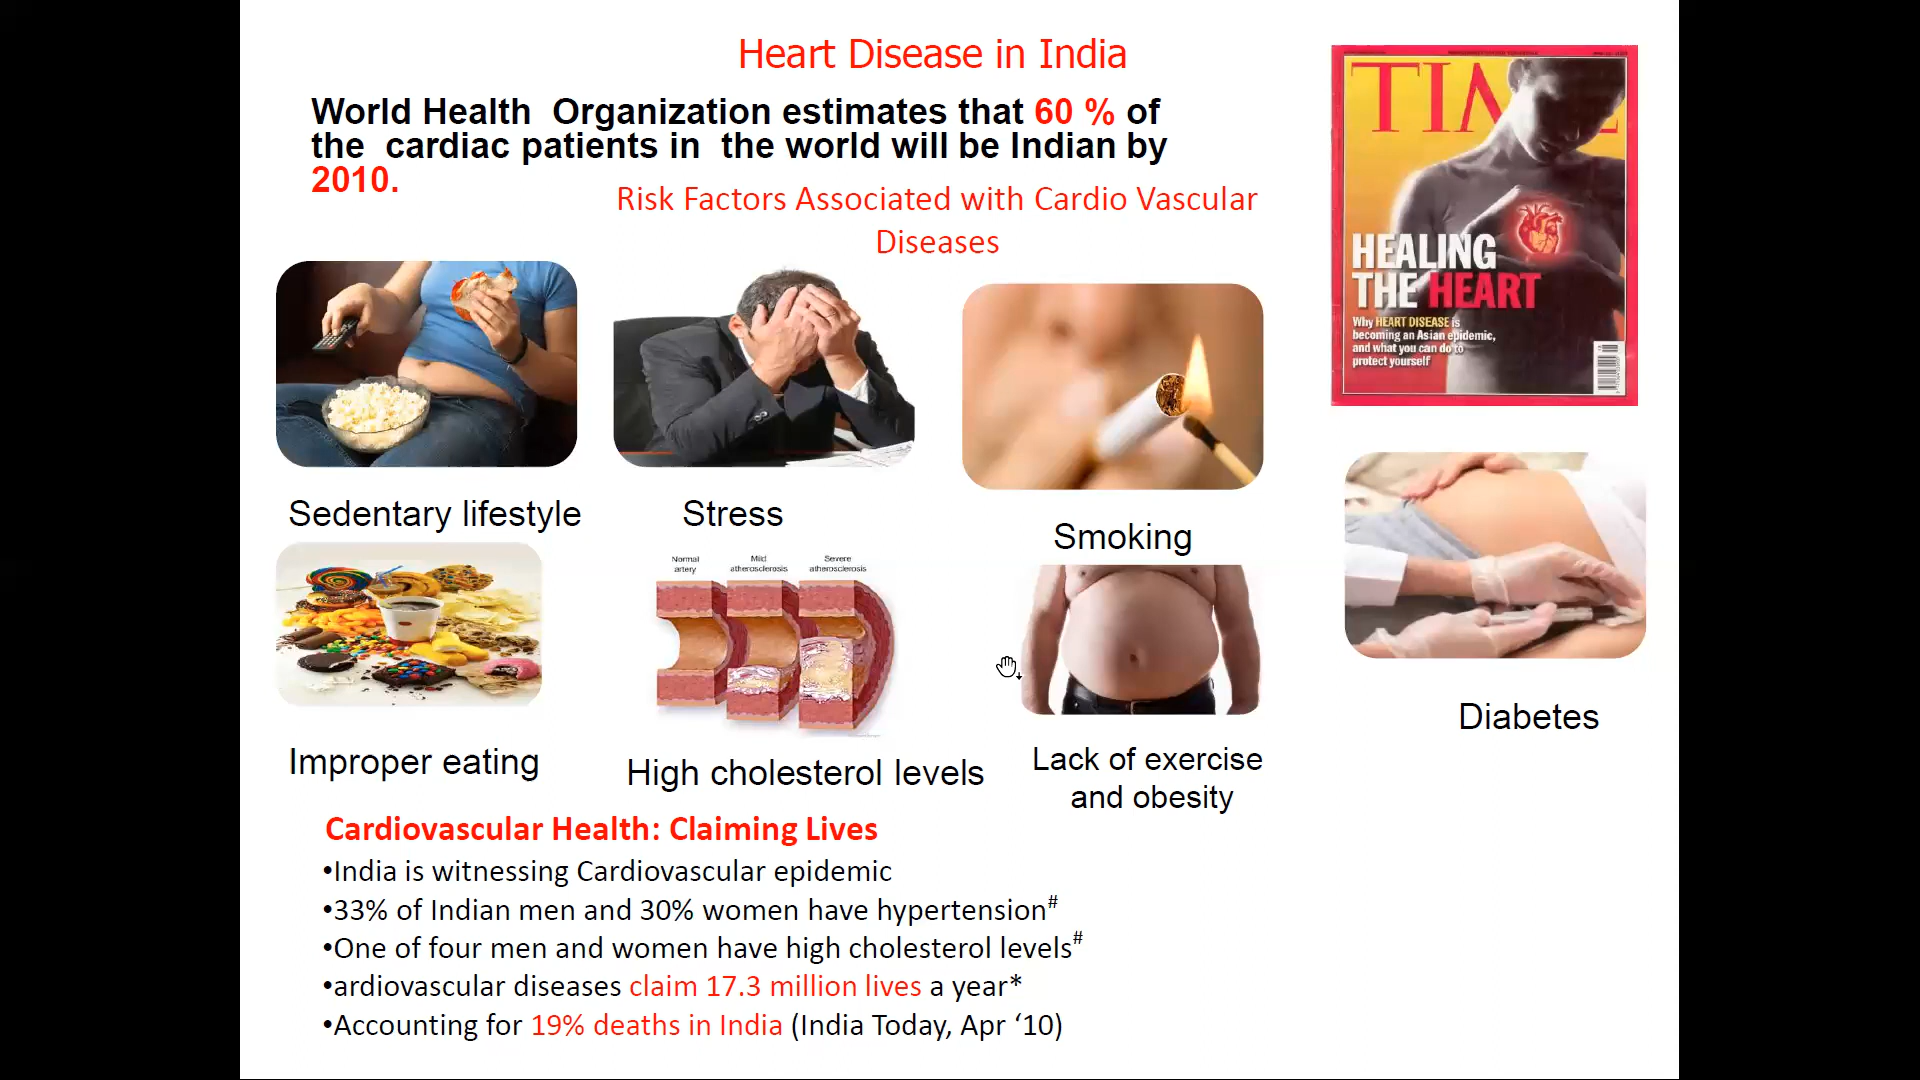 Heart Disease in India
World Health Organization estimates that 60 % of
the cardiac patients in the world will be Indian by
2010.
Risk Factors Associated with Cardio Vascular
Diseases
TIME
HEALING
THE HEART
Why HEART DISEASE is
becoming an Asian epidemic,
and what you can do to
protect yourself
Sedentary lifestyle
Stress
Smoking
Diabetes
Normal
artery
Mild
atherosclerosis
Severe
atherosclerosis
Improper eating
High cholesterol levels
Lack of exercise
and obesity
Cardiovascular Health: Claiming Lives
•India is witnessing Cardiovascular epidemic
•33% of Indian men and 30% women have hypertension#
•One of four men and women have high cholesterol levels#
•ardiovascular diseases claim 17.3 million lives a year*
•Accounting for 19% deaths in India (India Today, Apr ‘10)